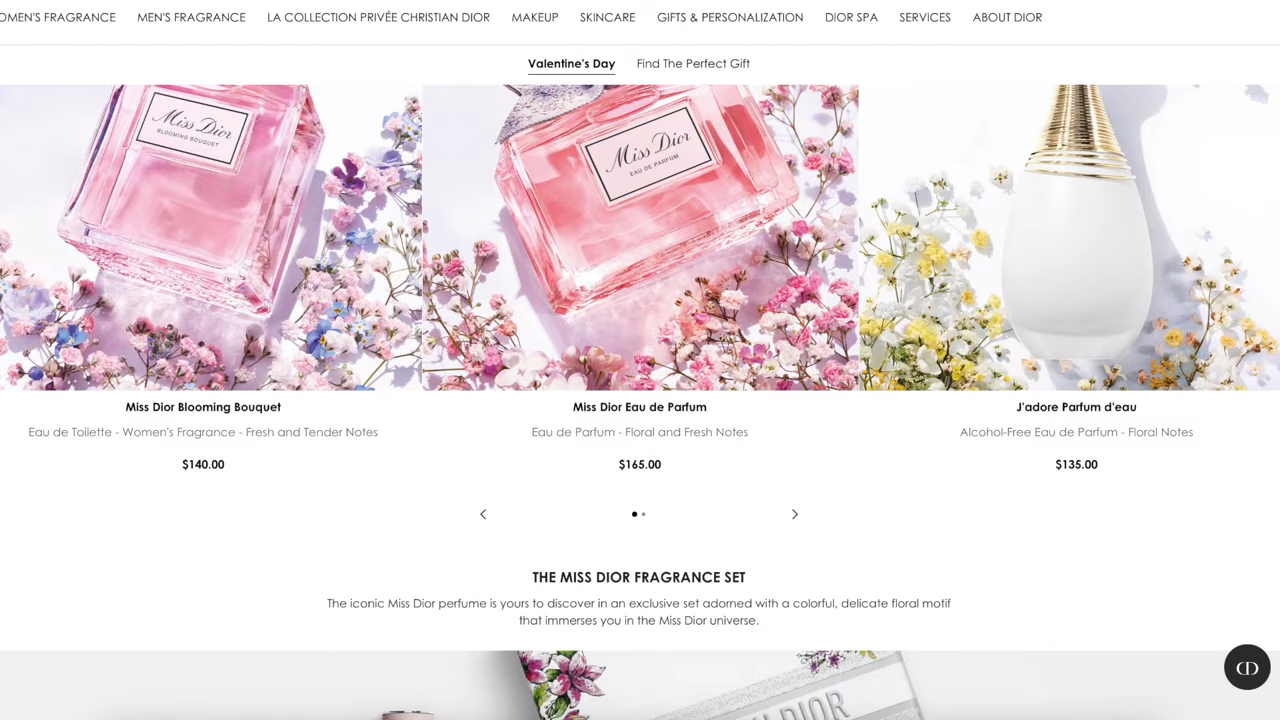 MEN'S FRAGRANCE
LA COLLECTION PRIVÉE CHRISTIAN DIOR
MAKEUP
SKINCARE
GIFTS & PERSONALIZATION
DIOR SPA
SERVICES
ABOUT DIOR
Valentine's Day
Find The Perfect Gift
Miss Dior
BLOOMING BOUQUET
Miss Dior
EAU DE PARFUM
Miss Dior Blooming Bouquet
Eau de Toilette - Women's Fragrance - Fresh and Tender Notes
$140.00
Miss Dior Eau de Parfum
Eau de Parfum - Floral and Fresh Notes
$165.00
J'adore Parfum d'eau
Alcohol-Free Eau de Parfum - Floral Notes
$135.00
THE MISS DIOR FRAGRANCE SET
The iconic Miss Dior perfume is yours to discover in an exclusive set adorned with a colorful, delicate floral motif
that immerses you in the Miss Dior universe.
DIOR
CD